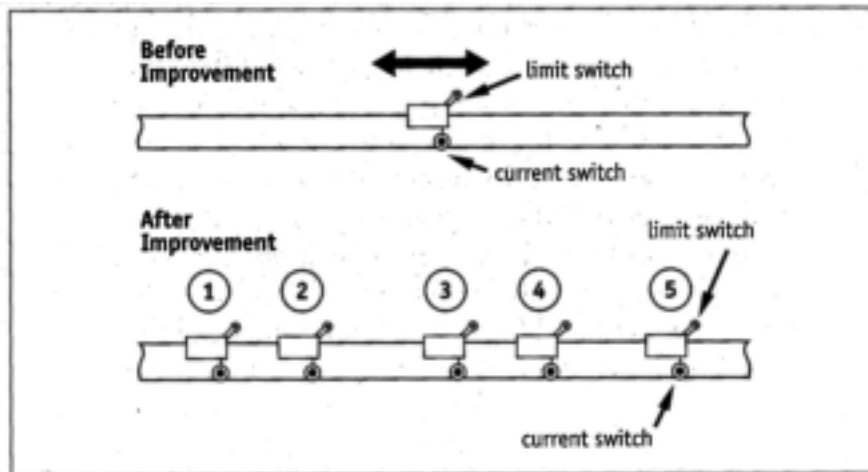 Before
Improvement
limit switch
current switch
After
Improvement
limit switch
1 2 3 4 5
current switch